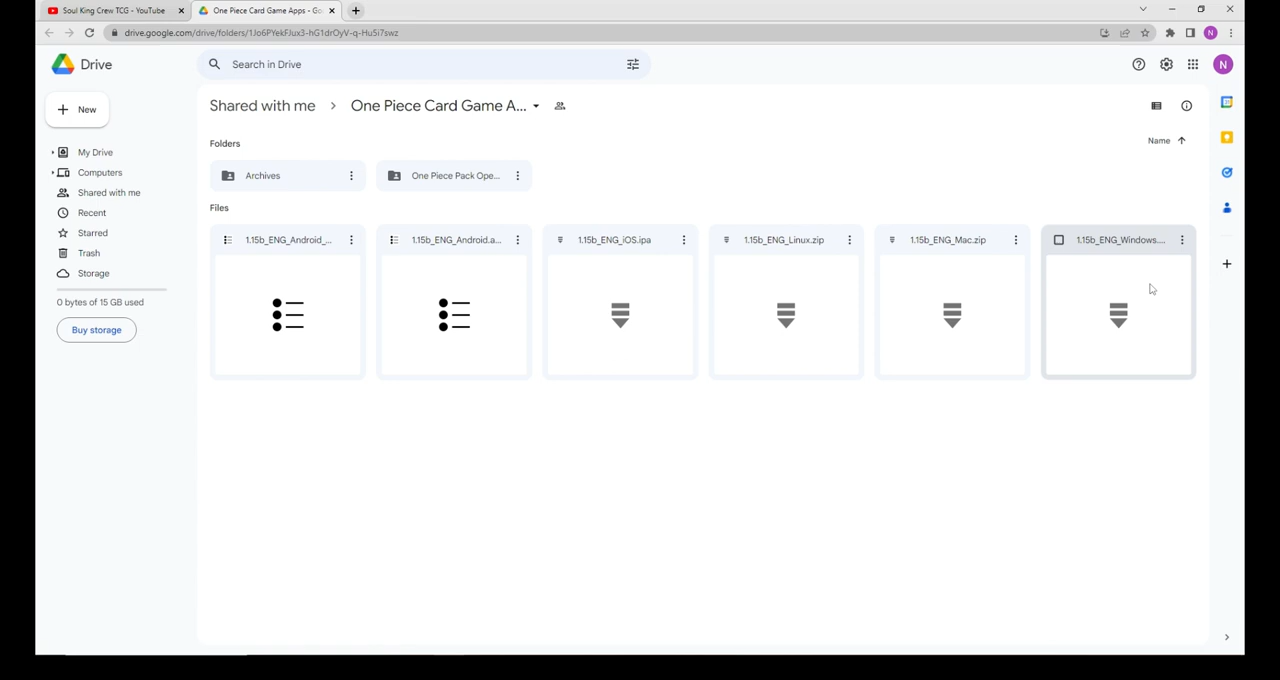 Soul King Crew TCG - YouTube
One Piece Card Game Apps - Go
drive.google.com/drive/folders/1Jo6PYekFJux3-hG1drOyV-q-Hu5i7swz
N
Drive
Search in Drive
N
New
Shared with me
One Piece Card Game A...
My Drive
Computers
Shared with me
Recent
Starred
Trash
Storage
0 bytes of 15 GB used
Buy storage
Folders
Name
Archives
One Piece Pack Ope...
Files
1.15b_ENG_Android_...
1.15b_ENG_Android.a...
1.15b_ENG_iOS.ipa
1.15b_ENG_Linux.zip
1.15b_ENG_Mac.zip
1.15b_ENG_Windows....